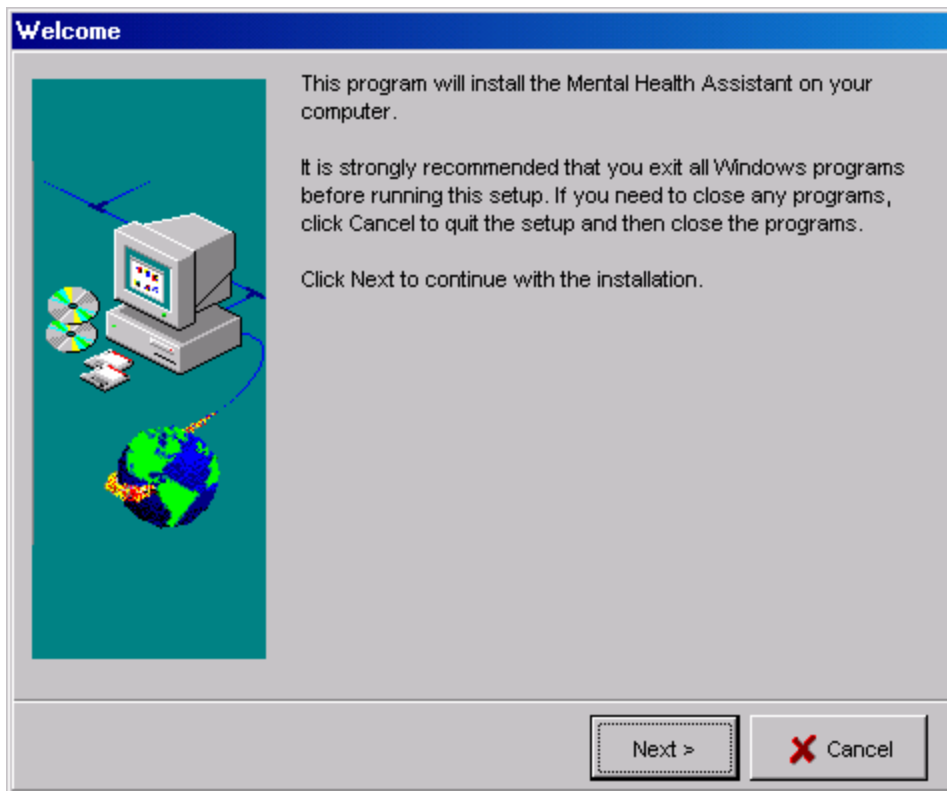 Welcome
This program will install the Mental Health Assistant on your
computer.
It is strongly recommended that you exit all Windows programs
before running this setup. If you need to close any programs,
click Cancel to quit the setup and then close the programs.
Click Next to continue with the installation.
Next >
Cancel